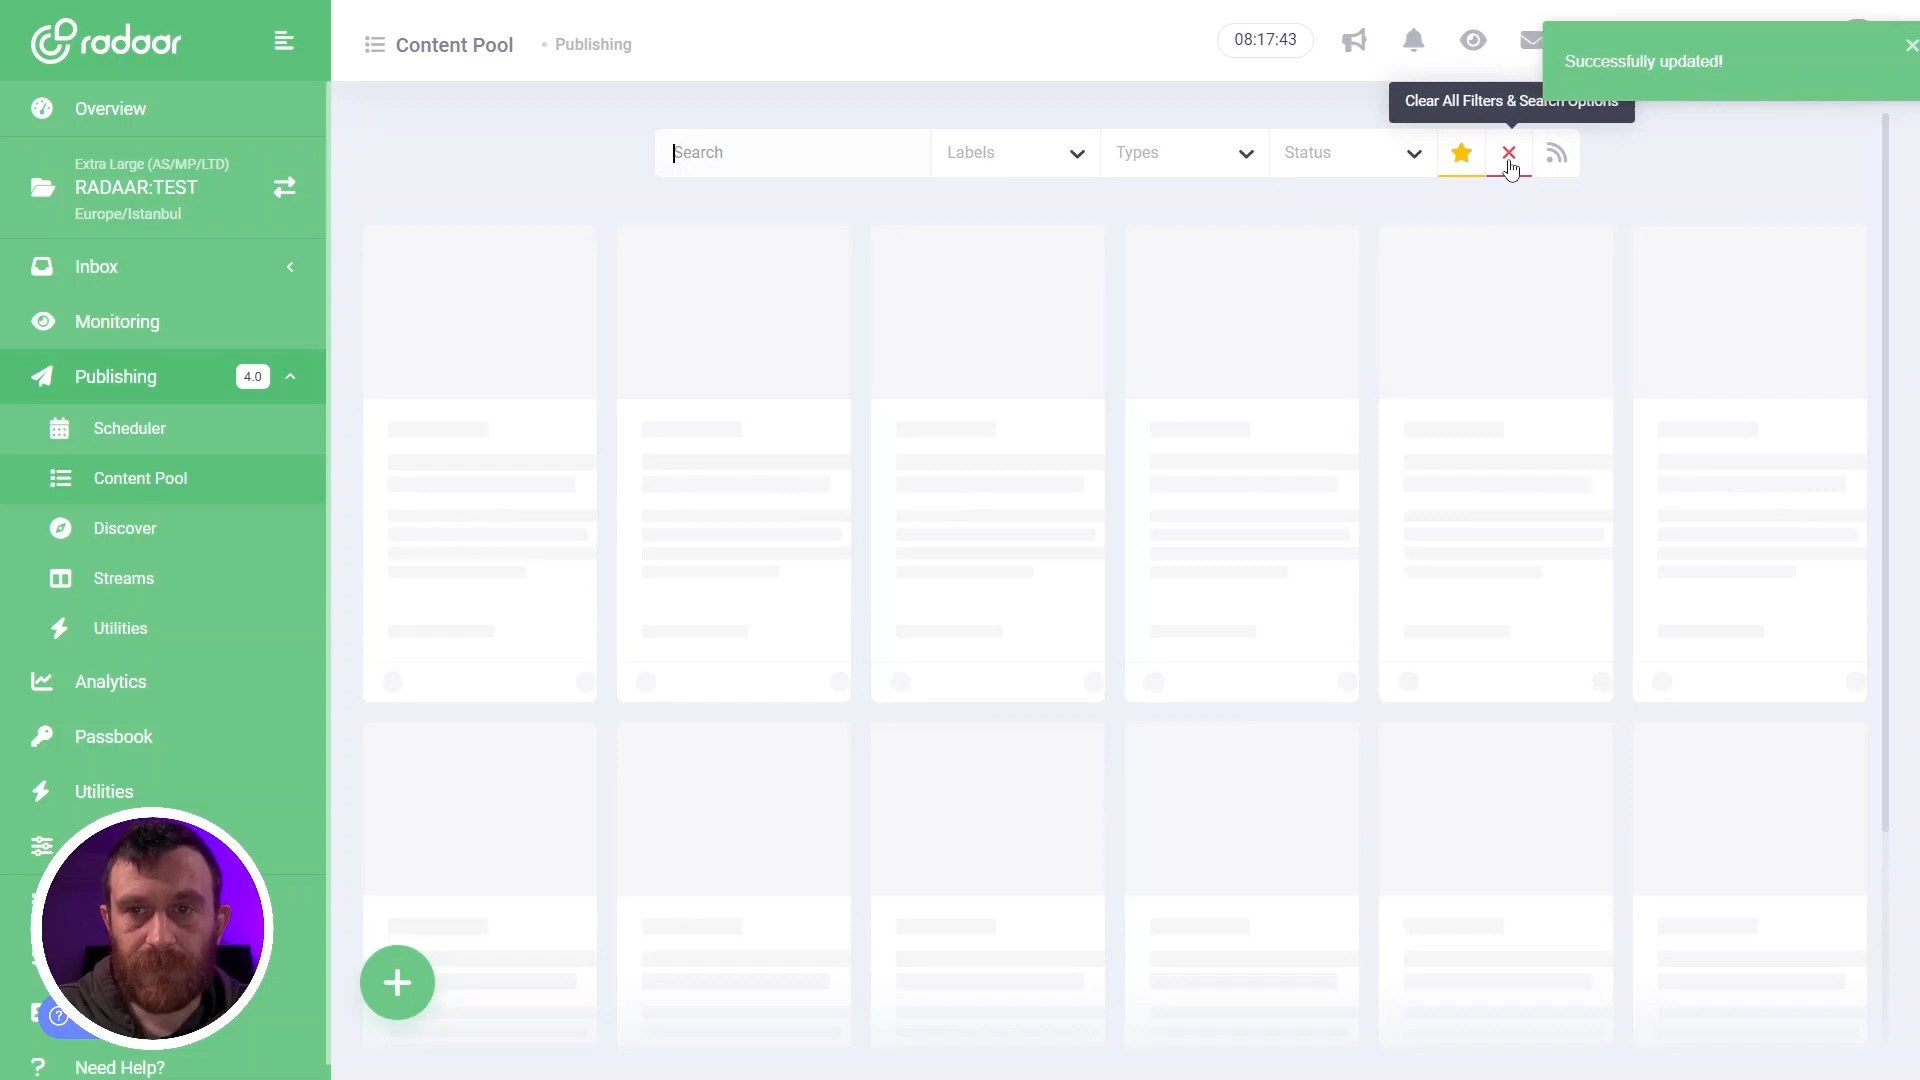 radaar
Content Pool
Publishing
08:17:43
Successfully updated!
Clear All Filters & Search Options
Search
Labels
Types
Status
Overview
Extra Large (AS/MP/LTD)
RADAAR:TEST
Europe/Istanbul
Inbox
Monitoring
Publishing
4.0
Scheduler
Content Pool
Discover
Streams
Utilities
Analytics
Passbook
Utilities
Need Help?